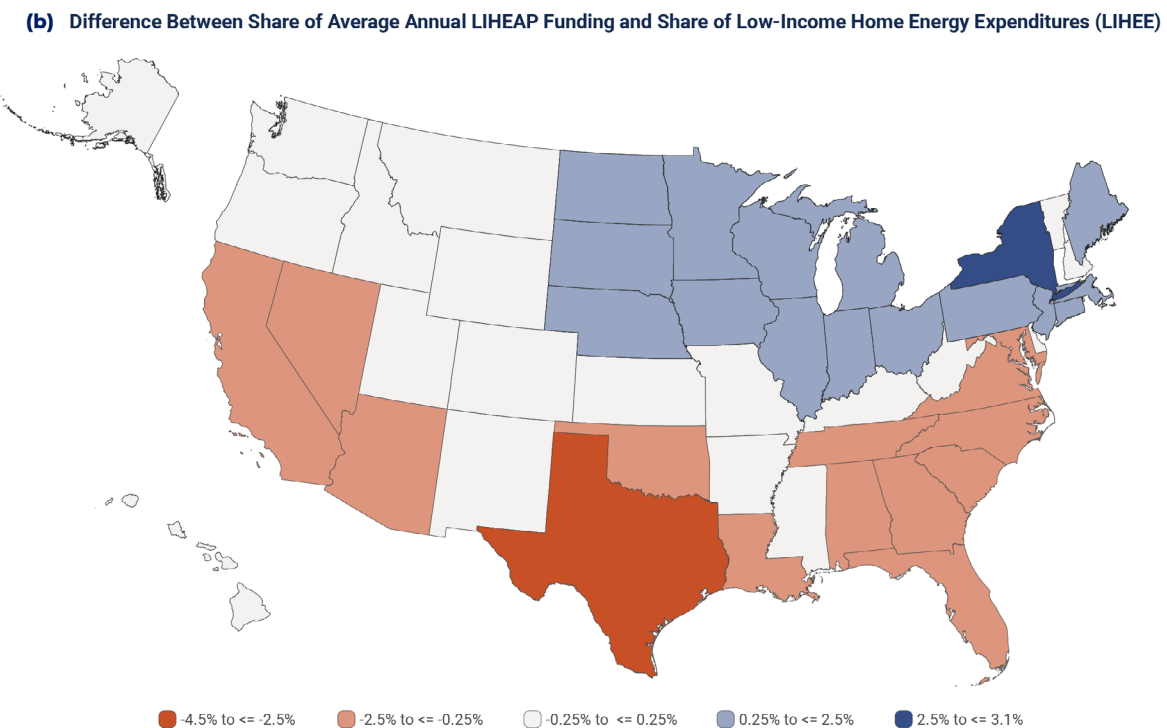 (b) Difference Between Share of Average Annual LIHEAP Funding and Share of Low-Income Home Energy Expenditures (LIHEE)
-4.5% to <= -2.5% -2.5% to <= -0.25% -0.25% to <= 0.25% 0.25% to <= 2.5% 2.5% to <= 3.1%